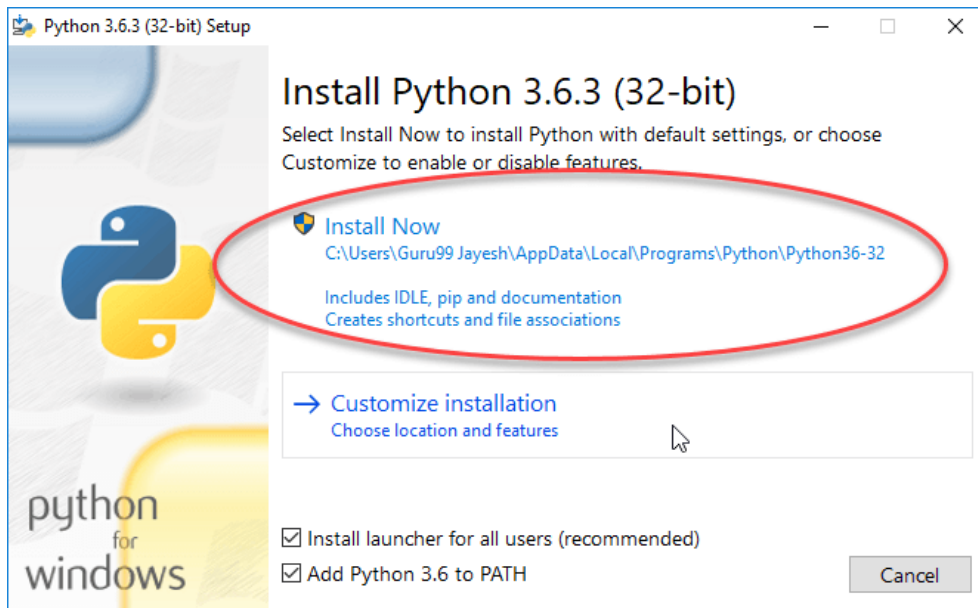 Python 3.6.3 (32-bit) Setup
Install Python 3.6.3 (32-bit)
Select Install Now to install Python with default settings, or choose
Customize to enable or disable features.
Install Now
C:\Users\Guru99 Jayesh\AppData\Local\Programs\Python\Python36-32
Includes IDLE, pip and documentation
Creates shortcuts and file associations
Customize installation
Choose location and features
python
for
windows
Install launcher for all users (recommended)
Add Python 3.6 to PATH
Cancel